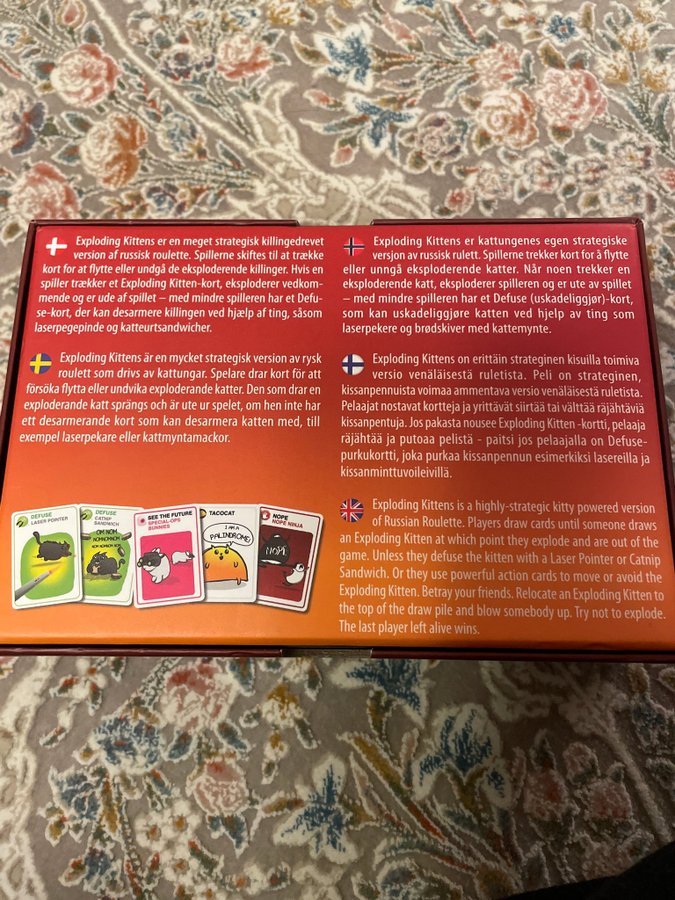 Exploding Kittens er en meget strategisk killingedrevet
version af russisk roulette. Spillerne skiftes til at trække
kort for at flytte eller undgå de eksploderende killinger. Hvis en
spiller trækker et Exploding Kitten-kort, eksploderer vedkom-
mende og er ude af spillet – med mindre spilleren har et Defu-
se-kort, der kan desarmere killingen ved hjælp af ting, såsom
laserpegepinde og katteurtsandwicher.
Exploding Kittens är en mycket strategisk version av rysk
roulett som drivs av kattungar. Spelare drar kort för att
försöka flytta eller undvika exploderande katter. Den som drar en
exploderande katt sprängs och är ute ur spelet, om hen inte har
ett desarmerande kort som kan desarmera katten med, till
exempel laserpekare eller kattmyntamackor.
DEFUSE
LASER POINTER
DEFUSE
CATNIP
SANDWICH
OM NOM
NOMNOMNOM
NOM NOMNOM
SEE THE FUTURE
SPECIAL-OPS
BUNNIES
TACOCAT
I AM A
PALINDROME!
NOPE
NOPE NINJA
NOPE
Exploding Kittens er kattungenes egen strategiske
versjon av russisk rulett. Spillerne trekker kort for å flytte
eller unngå eksploderende katter. Når noen trekker en
eksploderende katt, eksploderer spilleren og er ute av spillet
– med mindre spilleren har et Defuse (uskadeliggjør)-kort,
som kan uskadeliggjøre katten ved hjelp av ting som
laserpekere og brødskiver med kattemynte.
Exploding Kittens on erittäin strateginen kisuilla toimiva
versio venäläisestä ruletista. Peli on strateginen,
kissanpennuista voimaa ammentava versio venäläisestä ruletista.
Pelaajat nostavat kortteja ja yrittävät siirtää tai välttää räjähtäviä
kissanpentuja. Jos pakasta nousee Exploding Kitten -kortti, pelaaja
räjähtää ja putoaa pelistä - paitsi jos pelaajalla on Defuse-
purkukortti, joka purkaa kissanpennun esimerkiksi lasereilla ja
kissanminttuvoileivillä.
Exploding Kittens is a highly-strategic kitty powered version
of Russian Roulette. Players draw cards until someone draws
an Exploding Kitten at which point they explode and are out of the
game. Unless they defuse the kitten with a Laser Pointer or Catnip
Sandwich. Or they use powerful action cards to move or avoid the
Exploding Kitten. Betray your friends. Relocate an Exploding Kitten to
the top of the draw pile and blow somebody up. Try not to explode.
The last player left alive wins.